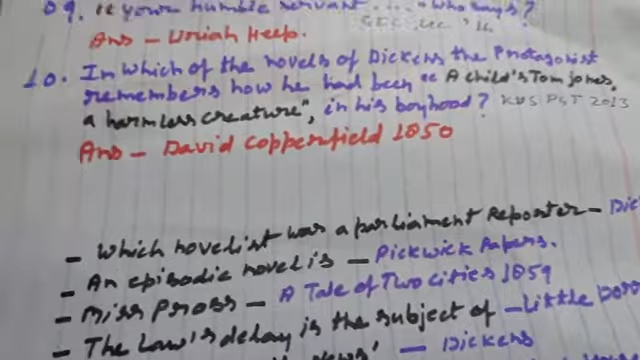 09. your humble servant . . . . who says?
Ans - Uriah Heep.
10. In which of the novels of Dickens the Protagonist
remembers how he had been "A child's Tom Jones,
a harmless creature", in his boyhood? KVS PGT 2013
Ans - David Copperfield 1850
- Which novelist was a parliament Reporter - Dic
- An episodic novel is - Pickwick Papers.
- Miss Pross - A Tale of Two Cities 1859
- The Law's delay is the subject of - Little Dorr
News' - Dickens